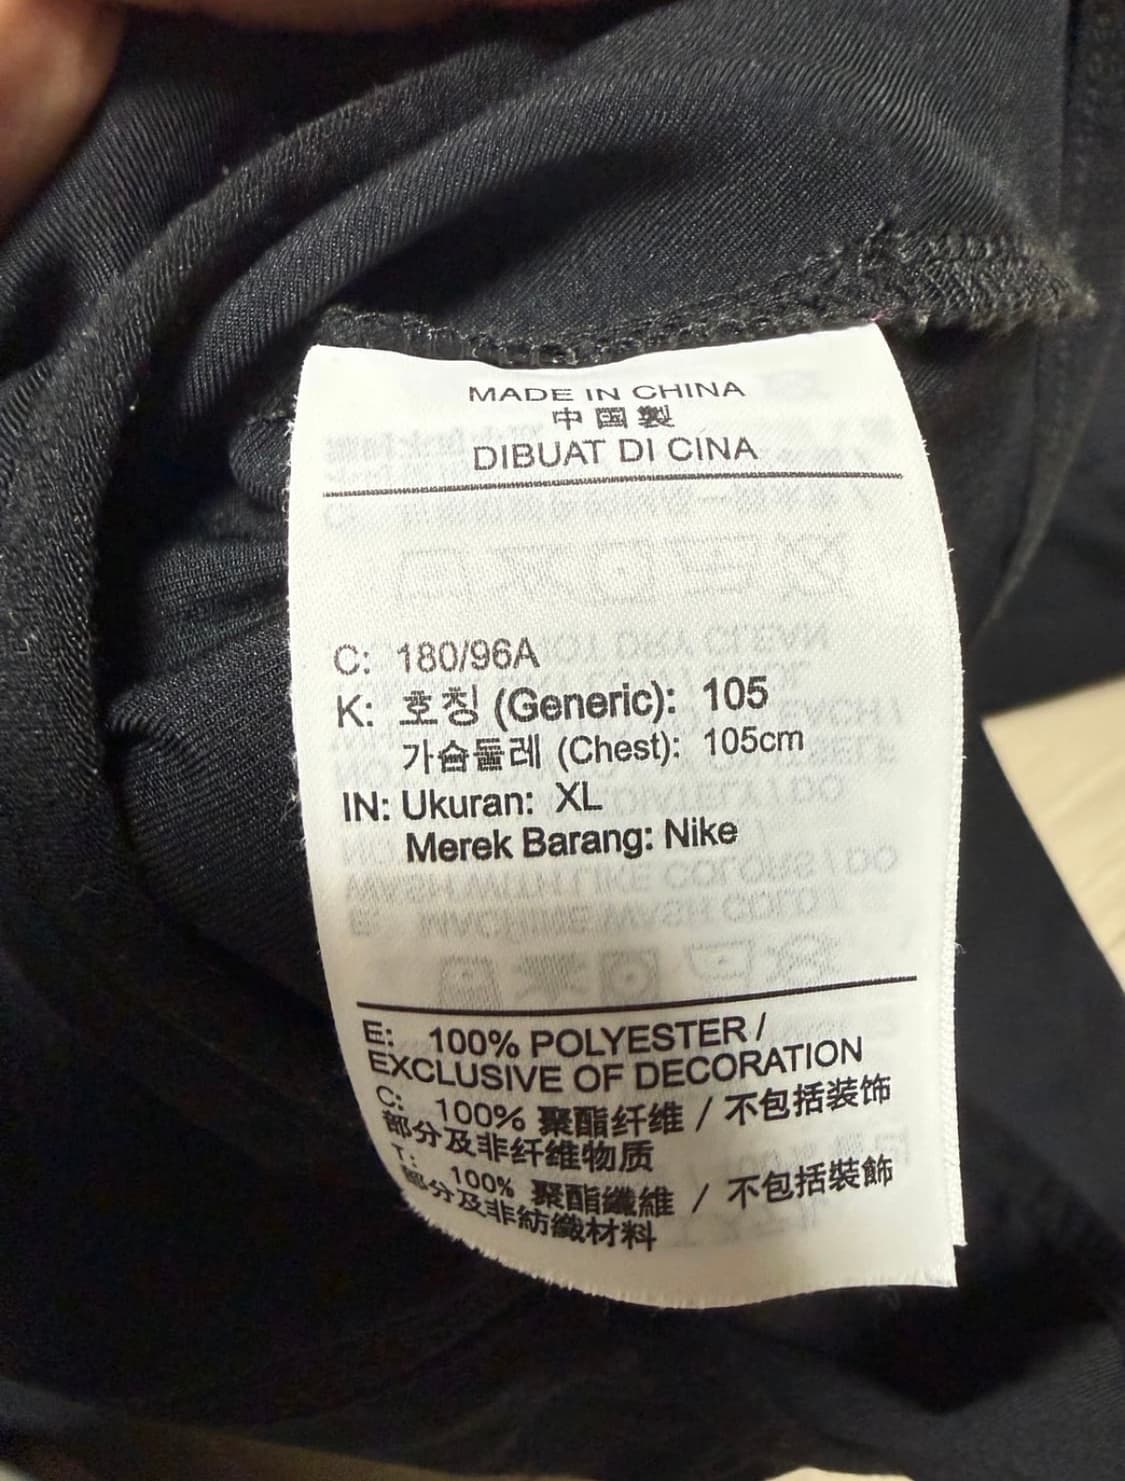 MADE IN CHINA
中国製
DIBUAT DI CINA
C: 180/96A
K: 호칭 (Generic): 105
가슴둘레 (Chest): 105cm
IN: Ukuran: XL
Merek Barang: Nike
E: 100% POLYESTER /
EXCLUSIVE OF DECORATION
C: 100% 聚酯纤维 / 不包括装饰
部分及非纤维物质
T: 100% 聚酯纖維 / 不包括裝飾
部分及非紡織材料